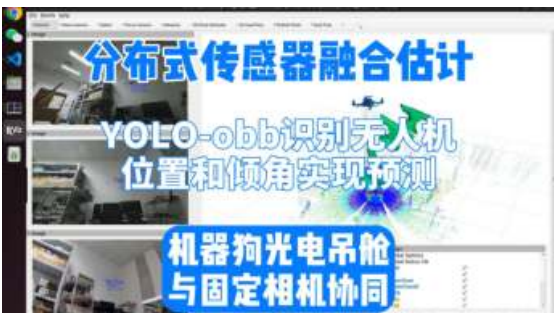 分布式传感器融合估计
YOLO-obb识别无人机
位置和倾角实现预测
机器狗光电吊舱
与固定相机协同